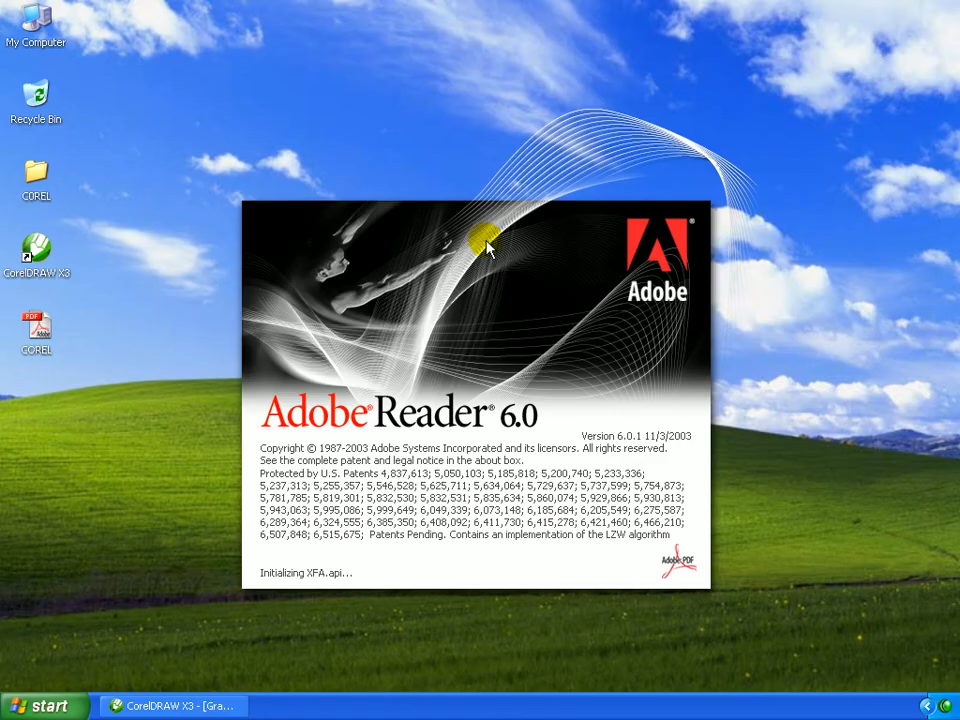 My Computer
Recycle Bin
COREL
CorelDRAW X3
PDF
Adobe
COREL
Adobe
Adobe® Reader® 6.0
Version 6.0.1 11/3/2003
Copyright © 1987-2003 Adobe Systems Incorporated and its licensors. All rights reserved.
See the complete patent and legal notice in the about box.
Protected by U.S. Patents 4,837,613; 5,050,103; 5,185,818; 5,200,740; 5,233,336;
5,237,313; 5,255,357; 5,546,528; 5,625,711; 5,634,064; 5,729,637; 5,737,599; 5,754,873;
5,781,785; 5,819,301; 5,832,530; 5,832,531; 5,835,634; 5,860,074; 5,929,866; 5,930,813;
5,943,063; 5,995,086; 5,999,649; 6,049,339; 6,073,148; 6,185,684; 6,205,549; 6,275,587;
6,289,364; 6,324,555; 6,385,350; 6,408,092; 6,411,730; 6,415,278; 6,421,460; 6,466,210;
6,507,848; 6,515,675; Patents Pending. Contains an implementation of the LZW algorithm
Adobe PDF
Initializing XFA.api...
start
CorelDRAW X3 - [Gra...